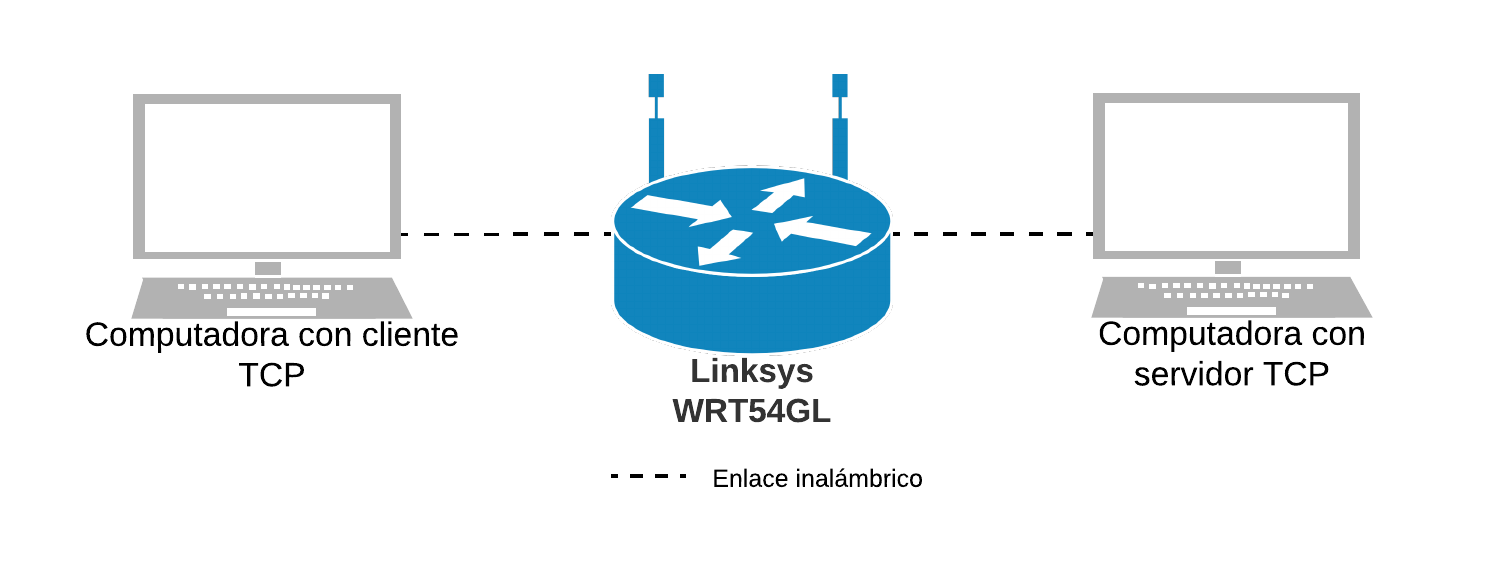 Computadora con cliente
TCP
Linksys
WRT54GL
Computadora con
servidor TCP
Enlace inalámbrico